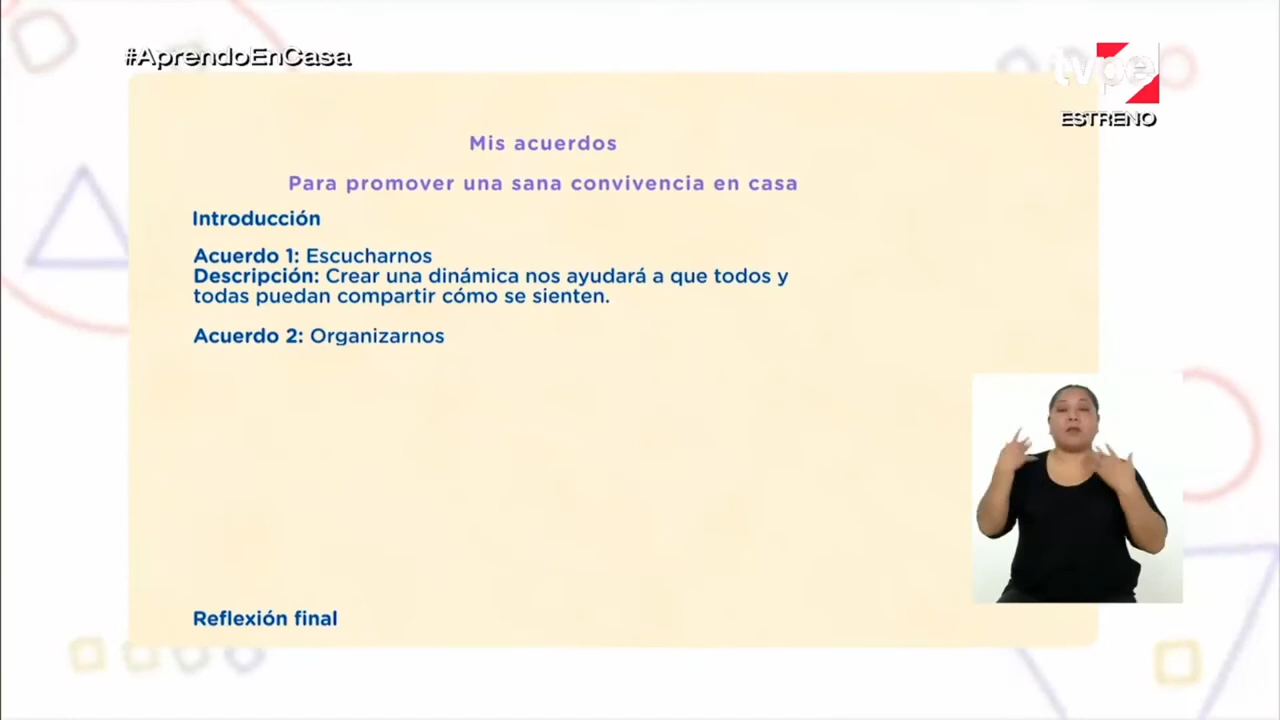 #AprendoEnCasa
tvpe
ESTRENO
Mis acuerdos
Para promover una sana convivencia en casa
Introducción
Acuerdo 1: Escucharnos
Descripción: Crear una dinámica nos ayudará a que todos y
todas puedan compartir cómo se sienten.
Acuerdo 2: Organizarnos
Reflexión final